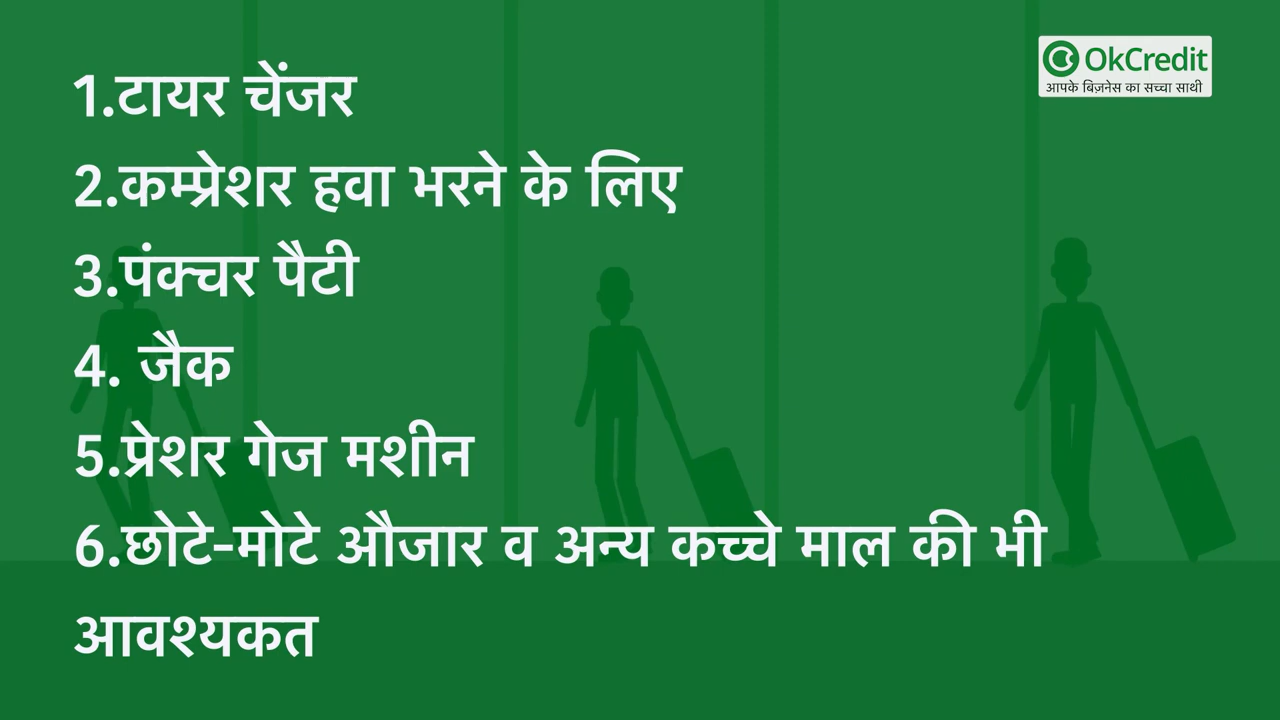 OkCredit
आपके बिज़नेस का सच्चा साथी
1.टायर चेंजर
2.कम्प्रेशर हवा भरने के लिए
3.पंक्चर पैटी
4. जैक
5.प्रेशर गेज मशीन
6.छोटे-मोटे औजार व अन्य कच्चे माल की भी
आवश्यकत